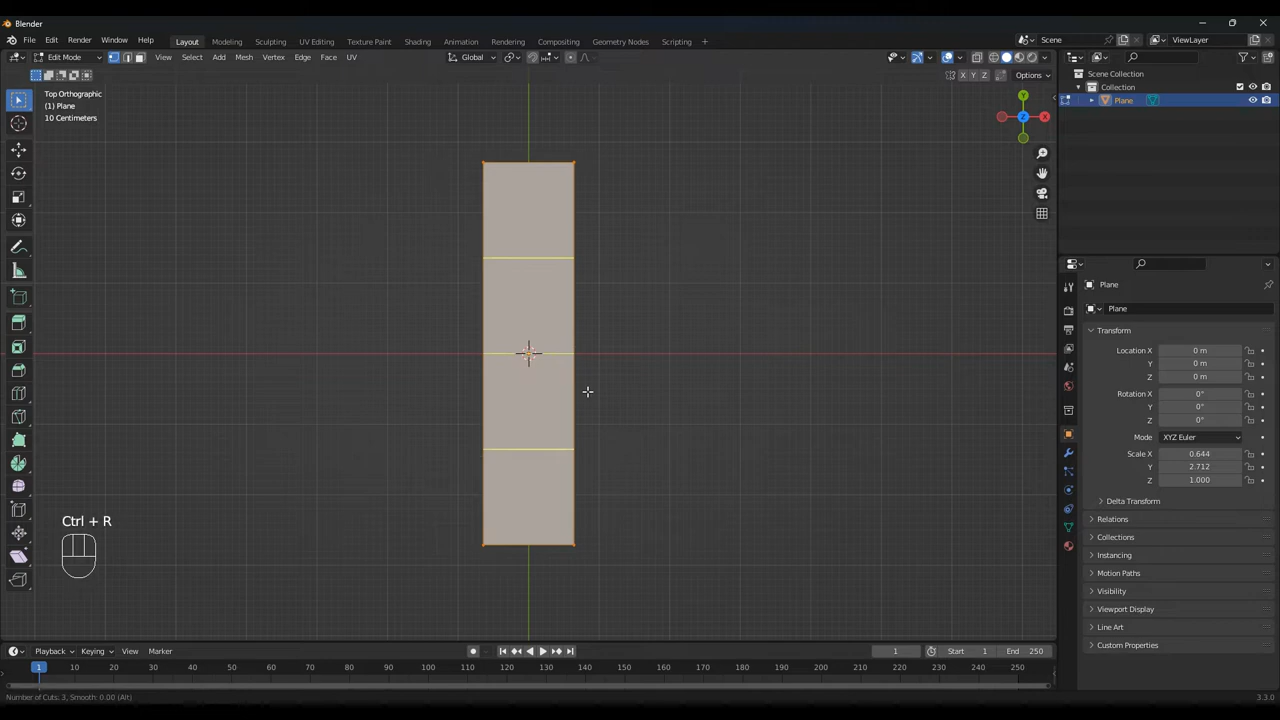 Blender
File Edit Render Window Help
Layout Modeling Sculpting UV Editing Texture Paint Shading Animation Rendering Compositing Geometry Nodes Scripting +
Scene
ViewLayer
Edit Mode View Select Add Mesh Vertex Edge Face UV
Global
X Y Z
Options
Top Orthographic
(1) Plane
10 Centimeters
Y
Z
X
Scene Collection
Collection
Plane
Plane
Plane
Transform
Location X 0 m
Y 0 m
Z 0 m
Rotation X 0°
Y 0°
Z 0°
Mode XYZ Euler
Scale X 0.644
Y 2.712
Z 1.000
Delta Transform
Relations
Collections
Instancing
Motion Paths
Visibility
Viewport Display
Line Art
Custom Properties
Ctrl + R
Playback Keying View Marker
1 Start 1 End 250
1 10 20 30 40 50 60 70 80 90 100 110 120 130 140 150 160 170 180 190 200 210 220 230 240 250
Number of Cuts: 3, Smooth: 0.00 (Alt)
3.3.0